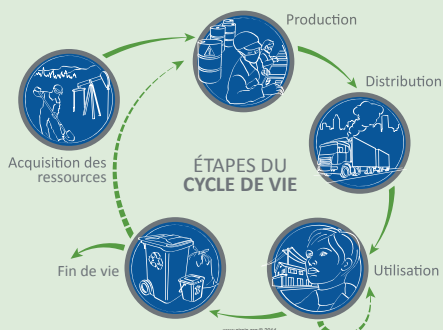 Production
Distribution
Acquisition des
ressources
ÉTAPES DU
CYCLE DE VIE
Fin de vie
Utilisation